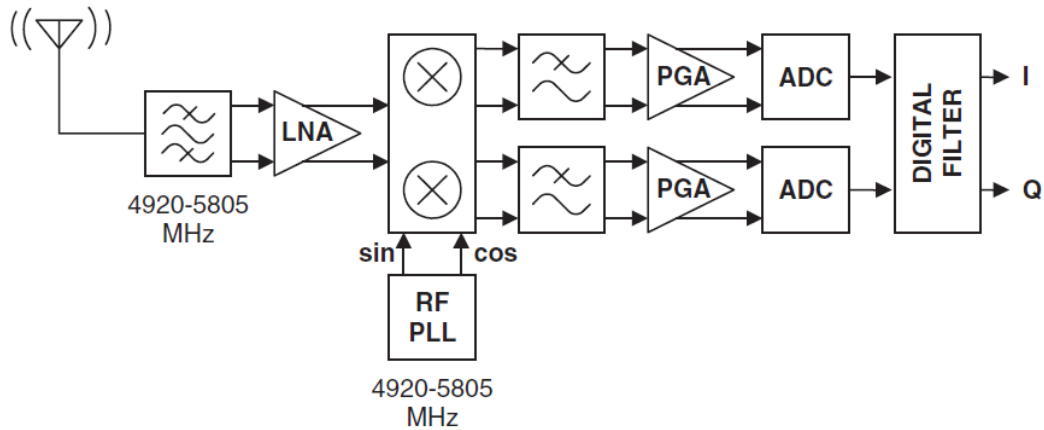 PGA
ADC
I
LNA
DIGITAL
FILTER
4920-5805
MHz
PGA
ADC
Q
sin
cos
RF
PLL
4920-5805
MHz